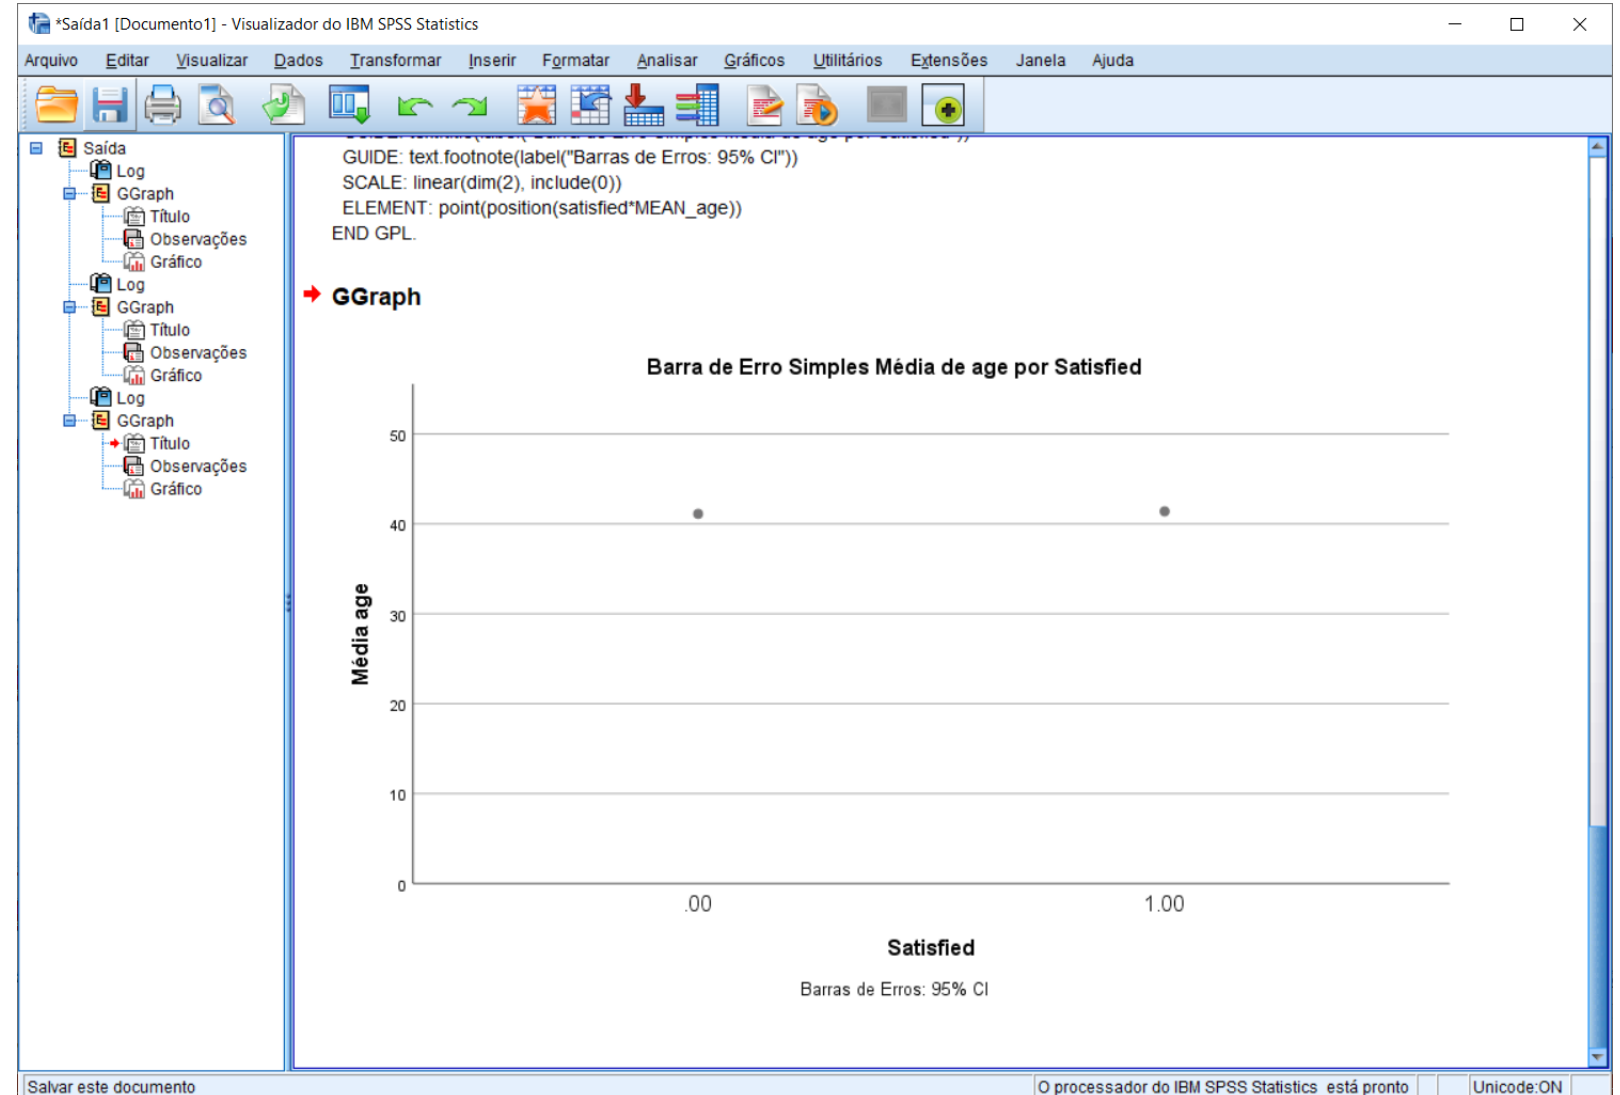 *Saída1 [Documento1] - Visualizador do IBM SPSS Statistics
Arquivo Editar Visualizar Dados Transformar Inserir Formatar Analisar Gráficos Utilitários Extensões Janela Ajuda
Saída
Log
GGraph
Título
Observações
Gráfico
Log
GGraph
Título
Observações
Gráfico
Log
GGraph
Título
Observações
Gráfico
GUIDE: text.footnote(label("Barras de Erros: 95% CI"))
SCALE: linear(dim(2), include(0))
ELEMENT: point(position(satisfied*MEAN_age))
END GPL.
GGraph
Barra de Erro Simples Média de age por Satisfied
Média age
50
40
30
20
10
0
.00 1.00
Satisfied
Barras de Erros: 95% CI
Salvar este documento
O processador do IBM SPSS Statistics está pronto
Unicode:ON